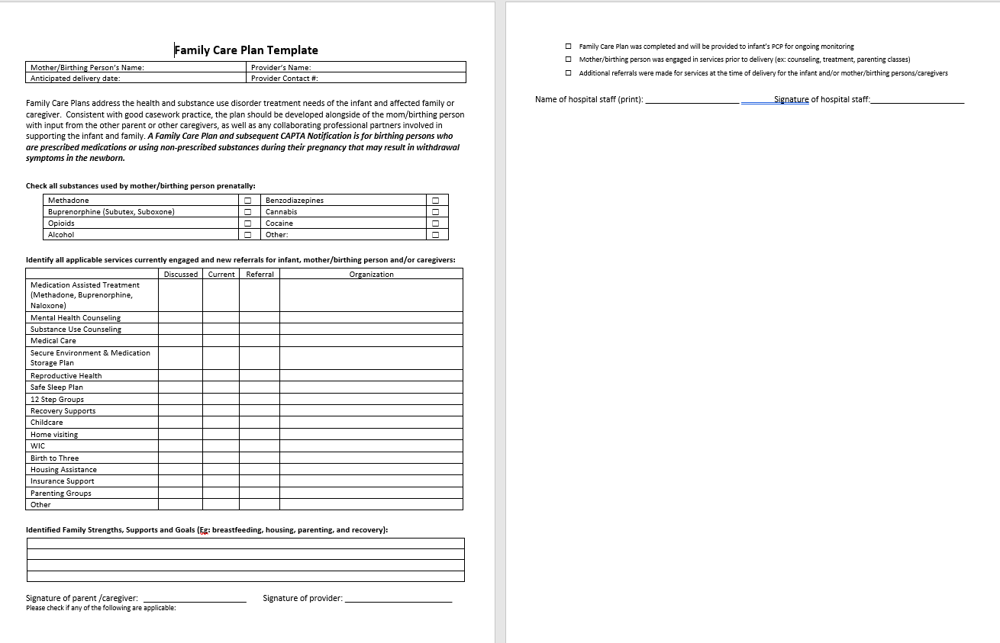 Family Care Plan Template
Mother/Birthing Person's Name: Provider's Name:
Anticipated delivery date: Provider Contact #:
Family Care Plans address the health and substance use disorder treatment needs of the infant and affected family or
caregiver.  Consistent with good casework practice, the plan should be developed alongside of the mom/birthing person
with input from the other parent or other caregivers, as well as any collaborating professional partners involved in
supporting the infant and family. A Family Care Plan and subsequent CAPTA Notification is for birthing persons who
are prescribed medications or using non-prescribed substances during their pregnancy that may result in withdrawal
symptoms in the newborn.
Check all substances used by mother/birthing person prenatally:
Methadone ☐ Benzodiazepines ☐
Buprenorphine (Subutex, Suboxone) ☐ Cannabis ☐
Opioids ☐ Cocaine ☐
Alcohol ☐ Other: ☐
Identify all applicable services currently engaged and new referrals for infant, mother/birthing person and/or caregivers:
Discussed Current Referral Organization
Medication Assisted Treatment
(Methadone, Buprenorphine,
Naloxone)
Mental Health Counseling
Substance Use Counseling
Medical Care
Secure Environment & Medication
Storage Plan
Reproductive Health
Safe Sleep Plan
12 Step Groups
Recovery Supports
Childcare
Home visiting
WIC
Birth to Three
Housing Assistance
Insurance Support
Parenting Groups
Other
Identified Family Strengths, Supports and Goals (Eg: breastfeeding, housing, parenting, and recovery):
Signature of parent /caregiver: ______________________ Signature of provider: _______________________
Please check if any of the following are applicable:
☐ Family Care Plan was completed and will be provided to infant's PCP for ongoing monitoring
☐ Mother/birthing person was engaged in services prior to delivery (ex: counseling, treatment, parenting classes)
☐ Additional referrals were made for services at the time of delivery for the infant and/or mother/birthing persons/caregivers
Name of hospital staff (print): ____________________ _______Signature of hospital staff:____________________